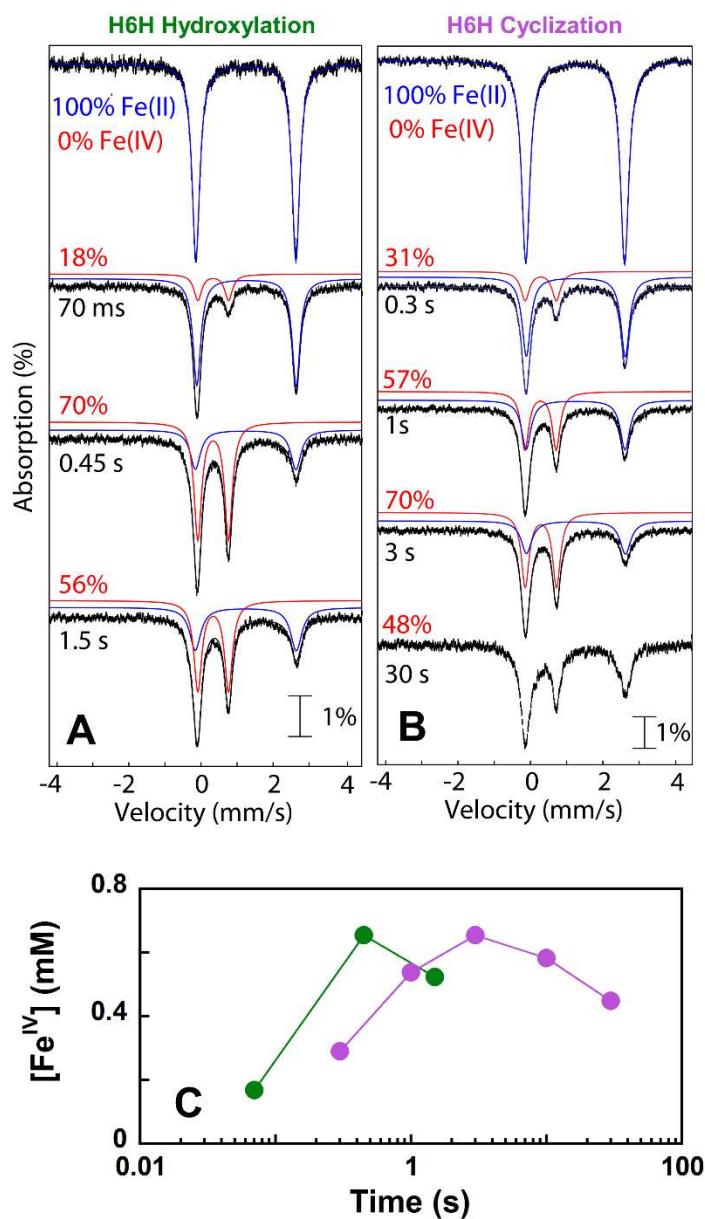 H6H Hydroxylation
H6H Cyclization
Absorption (%)
100% Fe(II)
0% Fe(IV)
18%
70 ms
70%
0.45 s
56%
1.5 s
A
1%
-4 -2 0 2 4
Velocity (mm/s)
100% Fe(II)
0% Fe(IV)
31%
0.3 s
57%
1s
70%
3 s
48%
30 s
B
1%
-4 -2 0 2 4
Velocity (mm/s)
[Fe^IV] (mM)
0.8
0.4
0
C
0.01 1 100
Time (s)